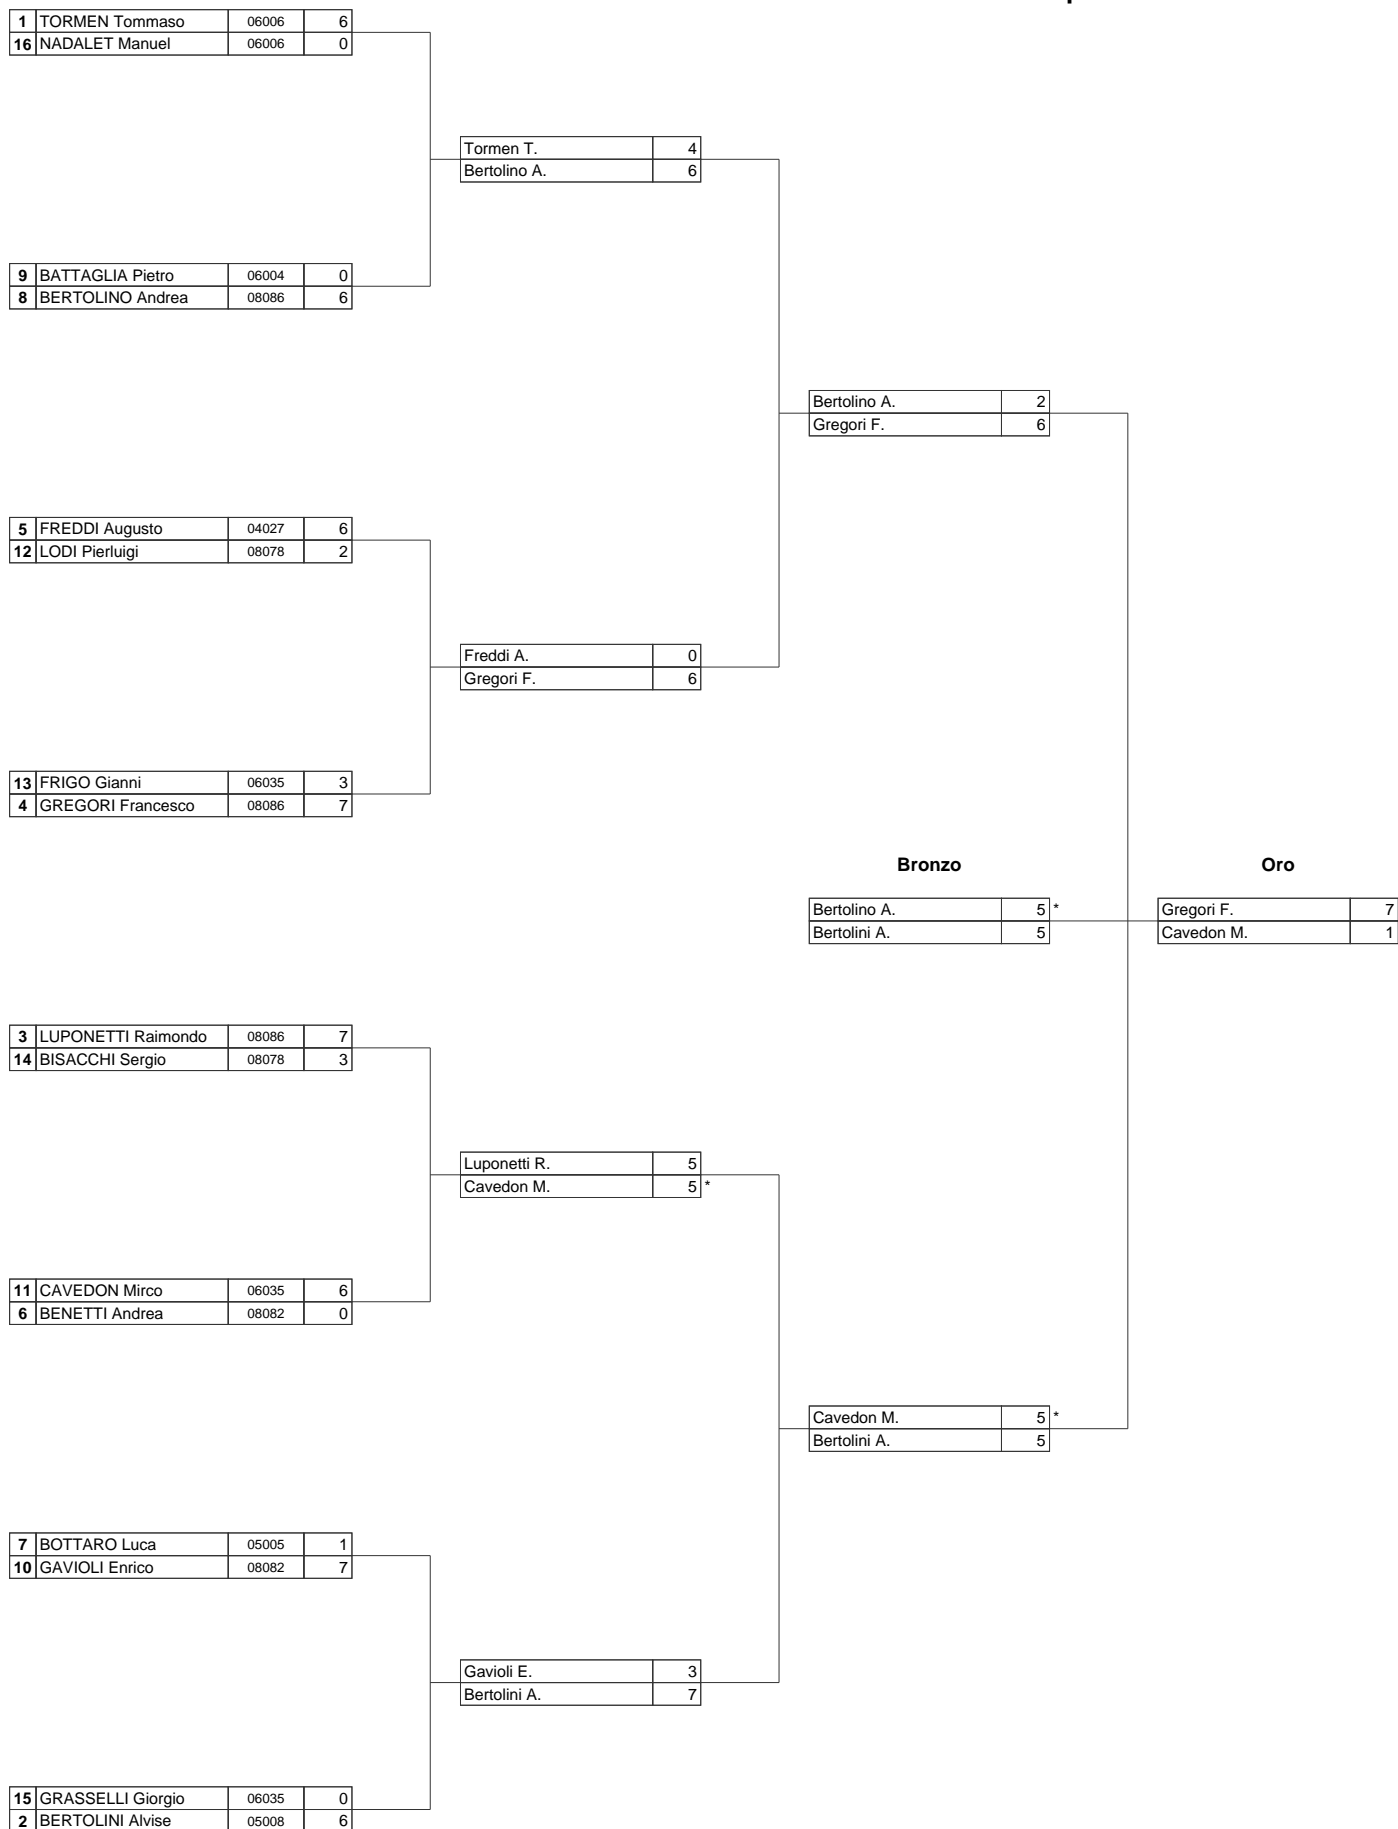 1 TORMEN Tommaso 06006 6
16 NADALET Manuel 06006 0
Tormen T. 4
Bertolino A. 6
9 BATTAGLIA Pietro 06004 0
8 BERTOLINO Andrea 08086 6
Bertolino A. 2
Gregori F. 6
5 FREDDI Augusto 04027 6
12 LODI Pierluigi 08078 2
Freddi A. 0
Gregori F. 6
13 FRIGO Gianni 06035 3
4 GREGORI Francesco 08086 7
Bronzo Oro
Bertolino A. 5 * Gregori F. 7
Bertolini A. 5 Cavedon M. 1
3 LUPONETTI Raimondo 08086 7
14 BISACCHI Sergio 08078 3
Luponetti R. 5
Cavedon M. 5 *
11 CAVEDON Mirco 06035 6
6 BENETTI Andrea 08082 0
Cavedon M. 5 *
Bertolini A. 5
7 BOTTARO Luca 05005 1
10 GAVIOLI Enrico 08082 7
Gavioli E. 3
Bertolini A. 7
15 GRASSELLI Giorgio 06035 0
2 BERTOLINI Alvise 05008 6